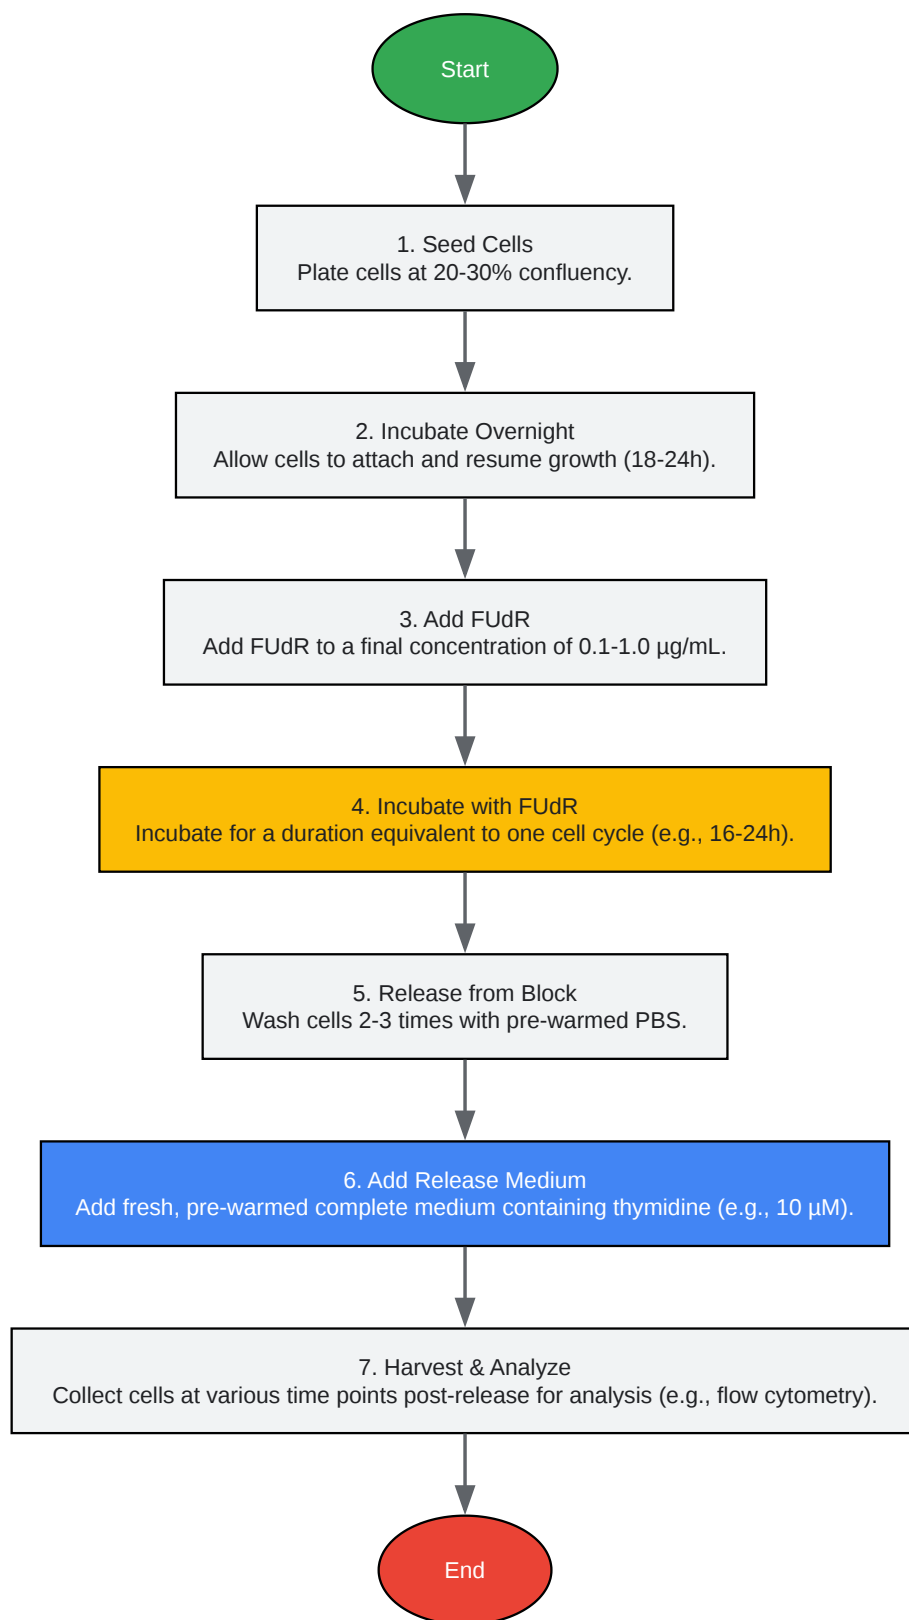 Start
1. Seed Cells
Plate cells at 20-30% confluency.
2. Incubate Overnight
Allow cells to attach and resume growth (18-24h).
3. Add FUdR
Add FUdR to a final concentration of 0.1-1.0 µg/mL.
4. Incubate with FUdR
Incubate for a duration equivalent to one cell cycle (e.g., 16-24h).
5. Release from Block
Wash cells 2-3 times with pre-warmed PBS.
6. Add Release Medium
Add fresh, pre-warmed complete medium containing thymidine (e.g., 10 µM).
7. Harvest & Analyze
Collect cells at various time points post-release for analysis (e.g., flow cytometry).
End